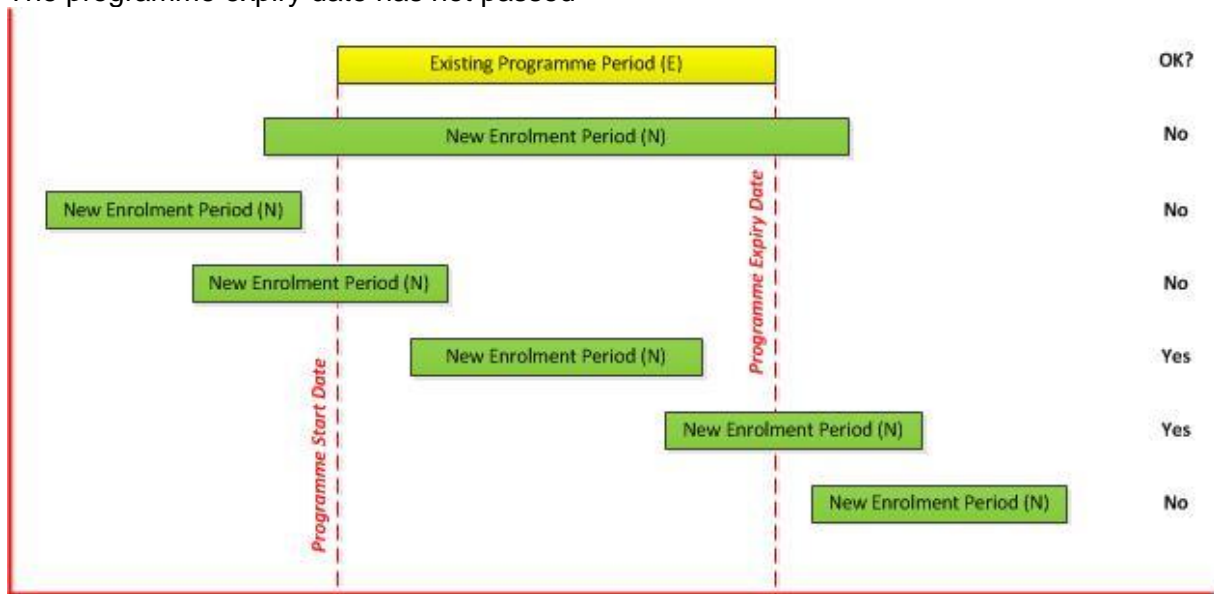 The programme expiry date has not passed
Existing Programme Period (E)
OK?
New Enrolment Period (N)
No
New Enrolment Period (N)
No
New Enrolment Period (N)
No
New Enrolment Period (N)
Yes
New Enrolment Period (N)
Yes
New Enrolment Period (N)
No
Programme Start Date
Programme Expiry Date